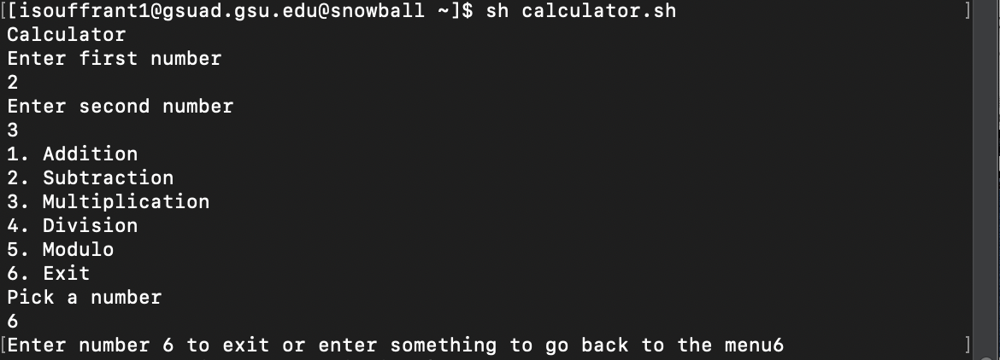 [[isouffrant1@gsuad.gsu.edu@snowball ~]$ sh calculator.sh ]
Calculator
Enter first number
2
Enter second number
3
1. Addition
2. Subtraction
3. Multiplication
4. Division
5. Modulo
6. Exit
Pick a number
6
[Enter number 6 to exit or enter something to go back to the menu6 ]